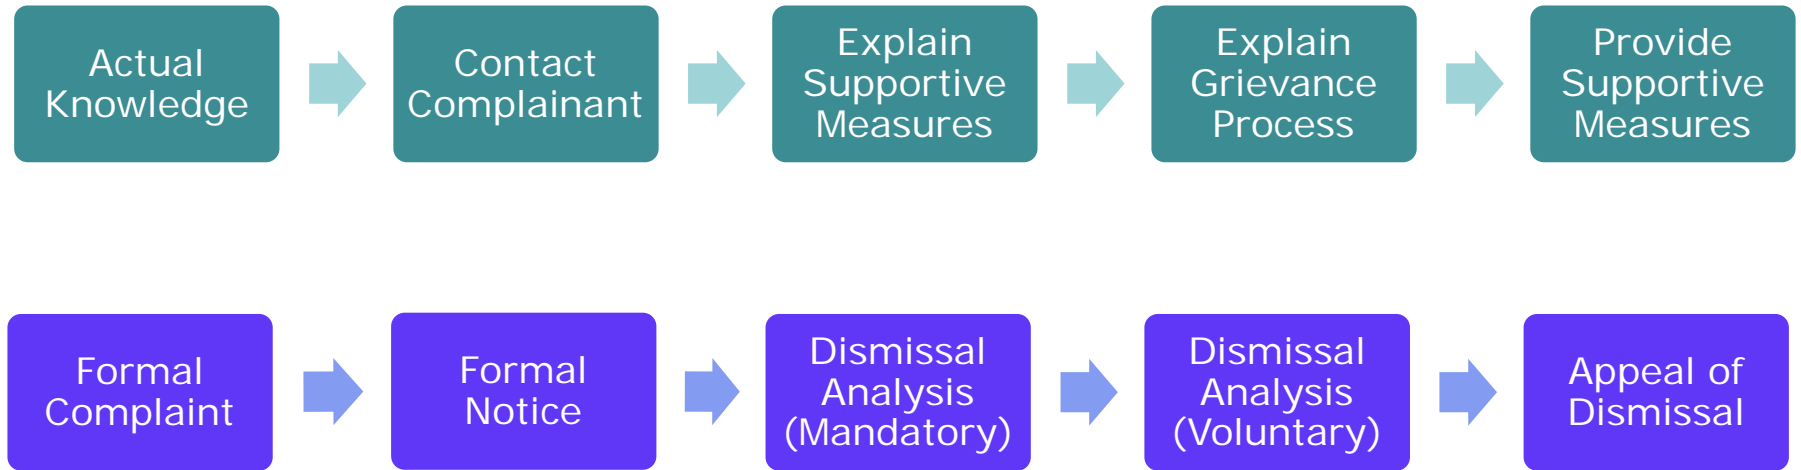 Actual
Knowledge
Contact
Complainant
Explain
Supportive
Measures
Explain
Grievance
Process
Provide
Supportive
Measures
Formal
Complaint
Formal
Notice
Dismissal
Analysis
(Mandatory)
Dismissal
Analysis
(Voluntary)
Appeal of
Dismissal